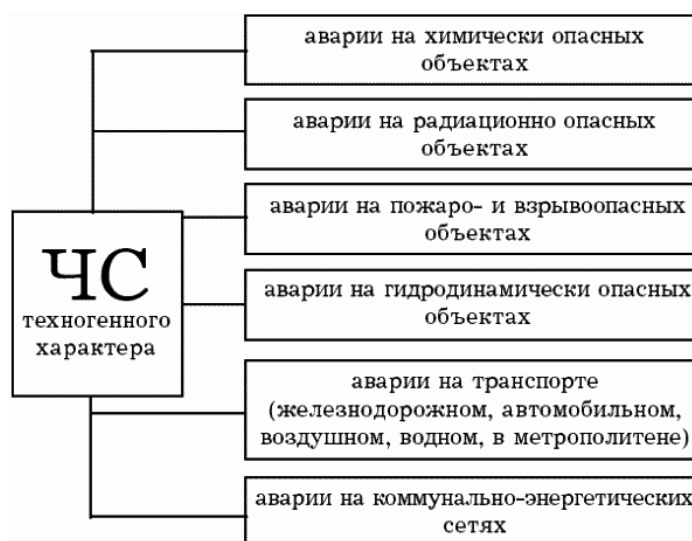 аварии на химически опасных
объектах
аварии на радиационно опасных
объектах
аварии на пожаро- и взрывоопасных
объектах
ЧС
техногенного
характера
аварии на гидродинамически опасных
объектах
аварии на транспорте
(железнодорожном, автомобильном,
воздушном, водном, в метрополитене)
аварии на коммунально-энергетических
сетях